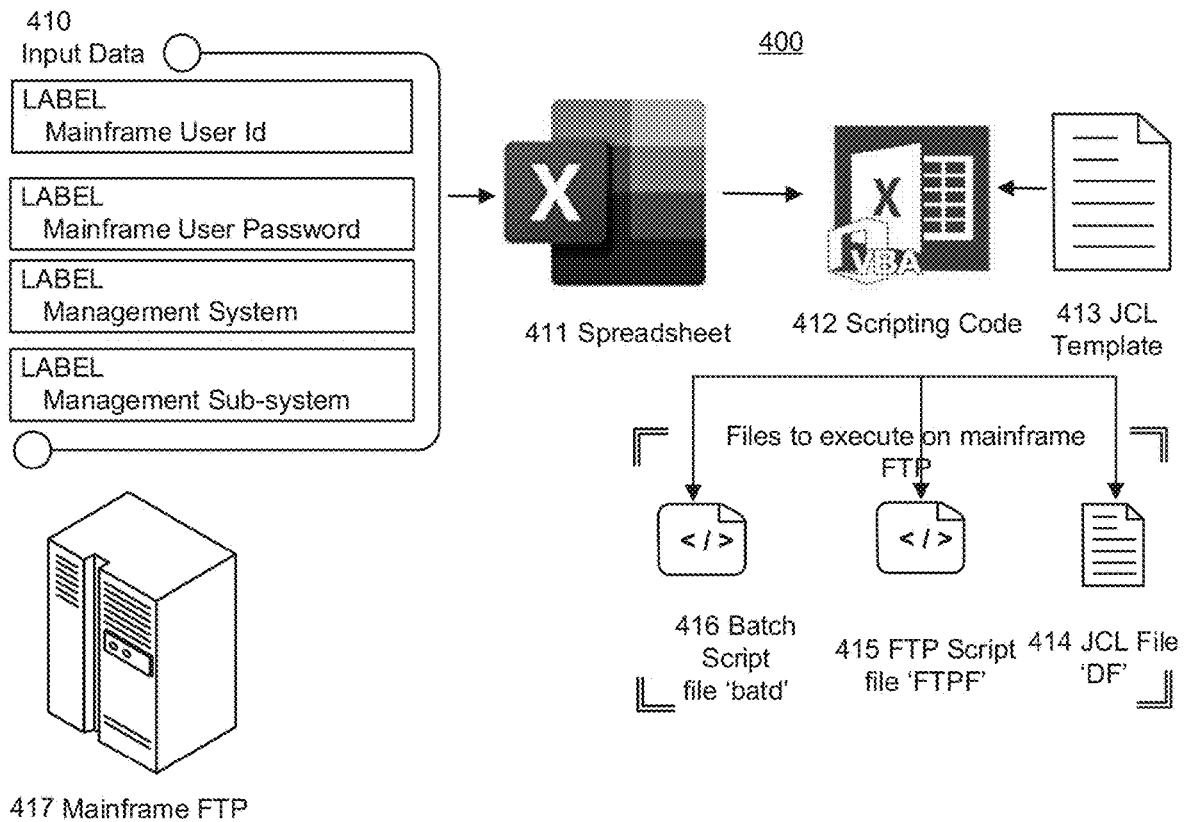 410
Input Data
400
LABEL
Mainframe User Id
LABEL
Mainframe User Password
LABEL
Management System
LABEL
Management Sub-system
X
X
VBA
411 Spreadsheet
412 Scripting Code
413 JCL
Template
Files to execute on mainframe
FTP
</>
</>
416 Batch
Script
file ‘batd’
415 FTP Script
file ‘FTPF’
414 JCL File
‘DF’
417 Mainframe FTP